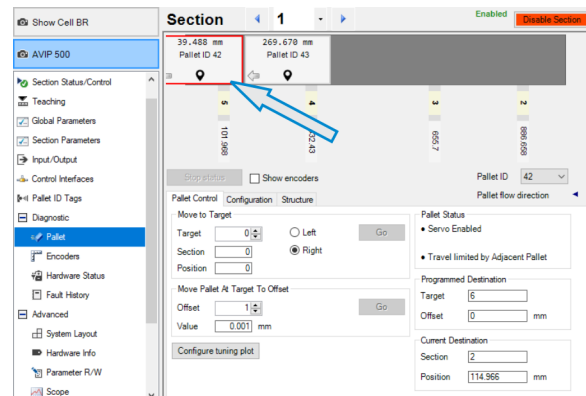 Show Cell BR
Section
1
Enabled
Disable Section
AVIP 500
39.488 mm
Pallet ID 42
269.670 mm
Pallet ID 43
Section Status/Control
Teaching
Global Parameters
Section Parameters
Input/Output
Control Interfaces
Pallet ID Tags
Diagnostic
Pallet
Encoders
Hardware Status
Fault History
Advanced
System Layout
Hardware Info
Parameter R/W
Scope
5
4
3
2
101.968
32.43
655.7
886.658
Stop status
Show encoders
Pallet ID
42
Pallet flow direction
Pallet Control
Configuration
Structure
Move to Target
Target
0
Left
Go
Section
0
Right
Position
0
Move Pallet At Target To Offset
Offset
1
Go
Value
0.001
mm
Configure tuning plot
Pallet Status
• Servo Enabled
• Travel limited by Adjacent Pallet
Programmed Destination
Target
6
Offset
0
mm
Current Destination
Section
2
Position
114.966
mm